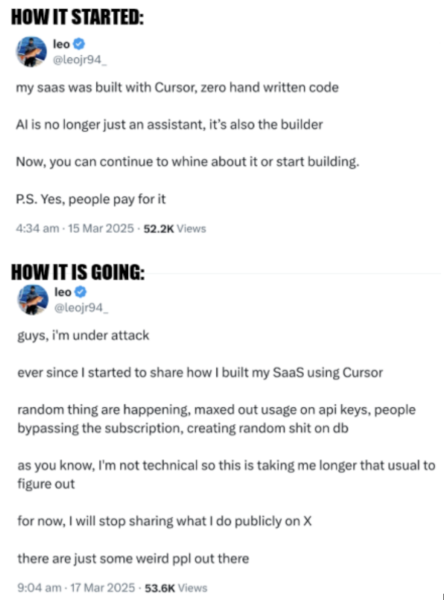 HOW IT STARTED:
leo
@leojr94_
my saas was built with Cursor, zero hand written code
AI is no longer just an assistant, it's also the builder
Now, you can continue to whine about it or start building.
P.S. Yes, people pay for it
4:34 am · 15 Mar 2025 · 52.2K Views
HOW IT IS GOING:
leo
@leojr94_
guys, i'm under attack
ever since I started to share how I built my SaaS using Cursor
random thing are happening, maxed out usage on api keys, people
bypassing the subscription, creating random shit on db
as you know, I'm not technical so this is taking me longer that usual to
figure out
for now, I will stop sharing what I do publicly on X
there are just some weird ppl out there
9:04 am · 17 Mar 2025 · 53.6K Views